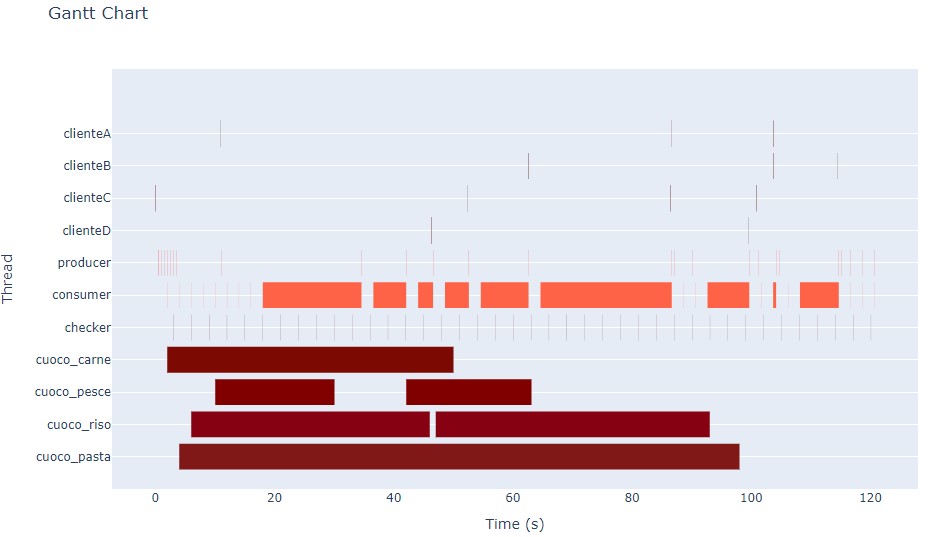 Gantt Chart
Thread
clienteA
clienteB
clienteC
clienteD
producer
consumer
checker
cuoco_carne
cuoco_pesce
cuoco_riso
cuoco_pasta
0 20 40 60 80 100 120
Time (s)